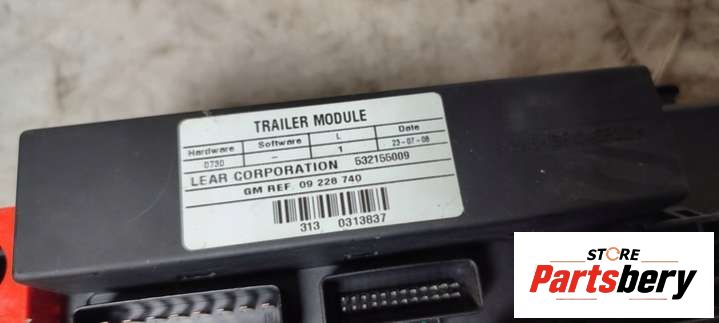 TRAILER MODULE
Hardware Software L Date
0730 – 1 23-07-08
LEAR CORPORATION 532155009
GM REF. 09 228 740
313 0313837
STORE
Partsbery